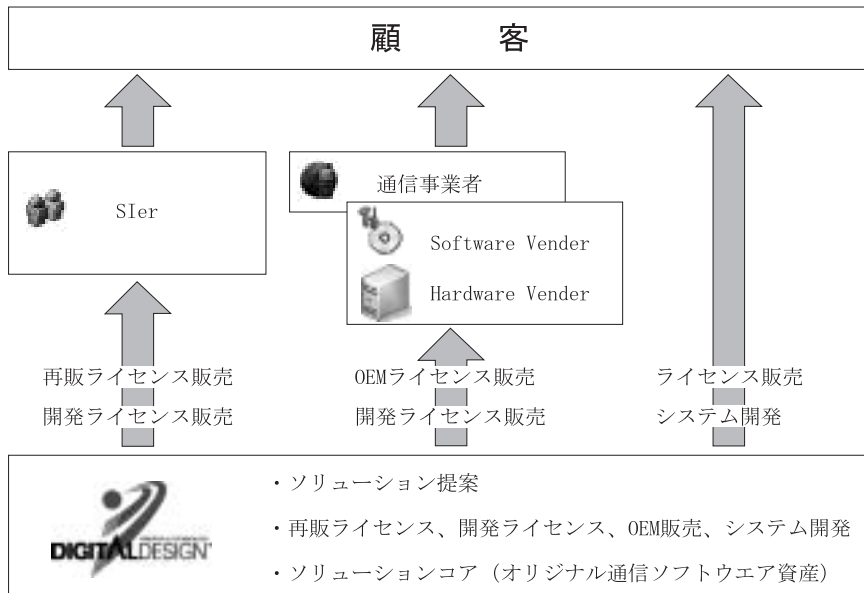 顧　　客
SIer
通信事業者
Software Vender
Hardware Vender
再販ライセンス販売
開発ライセンス販売
OEMライセンス販売
開発ライセンス販売
ライセンス販売
システム開発
DIGITALDESIGN
・ソリューション提案
・再販ライセンス、開発ライセンス、OEM販売、システム開発
・ソリューションコア（オリジナル通信ソフトウエア資産）